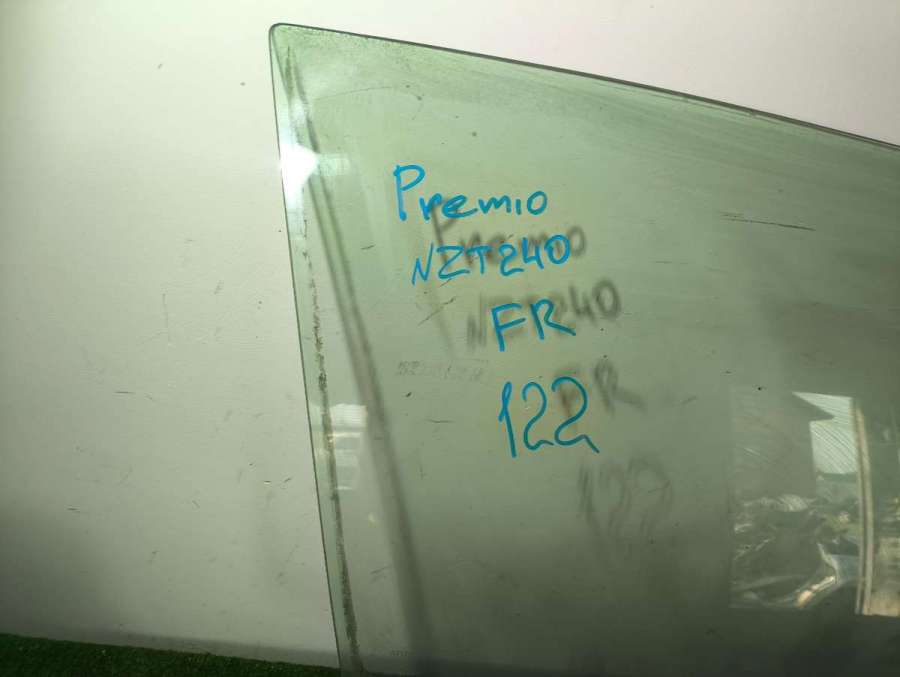 Premio
NZT240
FR
122